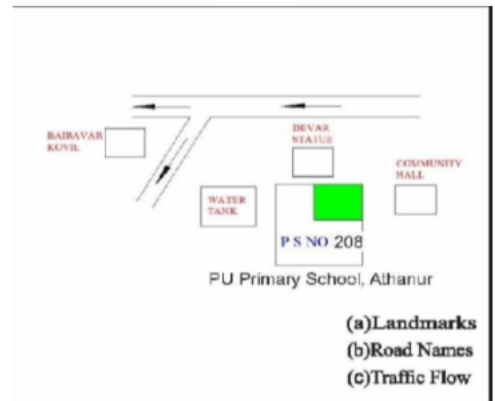 BAIRAVAR
KOVIL
DEVAR
STATUE
COMMUNITY
HALL
WATER
TANK
P S NO 208
PU Primary School, Athanur
(a)Landmarks
(b)Road Names
(c)Traffic Flow